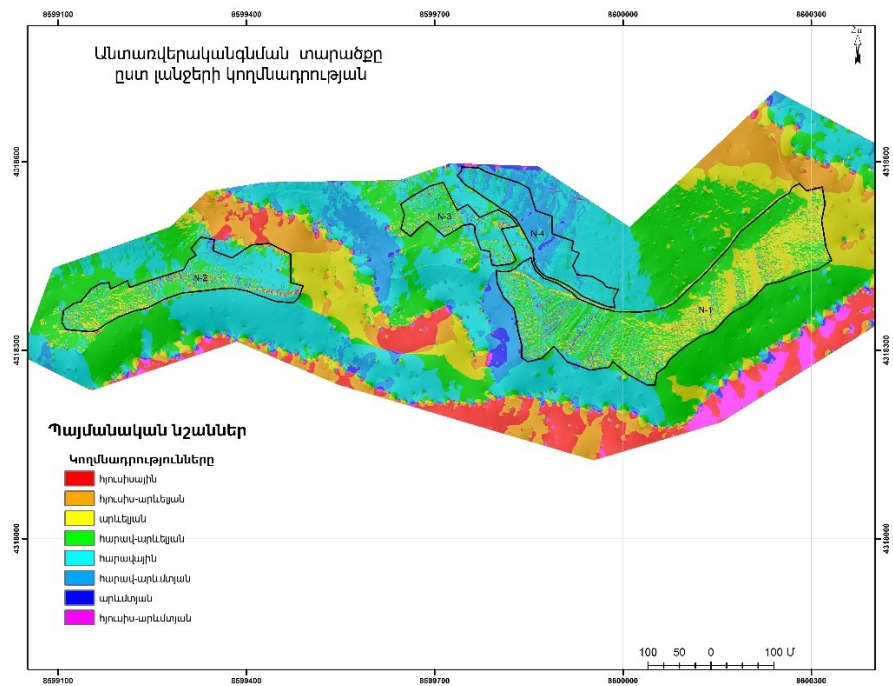 8599100 8599400 8599700 8600000 8600300
Անտառվերականգնման տարածքը
ըստ լանջերի կողմնադրության
4318600 4318600
N-3
N-4
N-2
N-1
4318300 4318300
Պայմանական նշաններ
Կողմնադրությունները
հյուսիսային
հյուսիս-արևելյան
արևելյան
հարավ-արևելյան
հարավային
հարավ-արևմտյան
արևմտյան
հյուսիս-արևմտյան
4318000 4318000
100 50 0 100 Մ
8599100 8599400 8599700 8600000 8600300